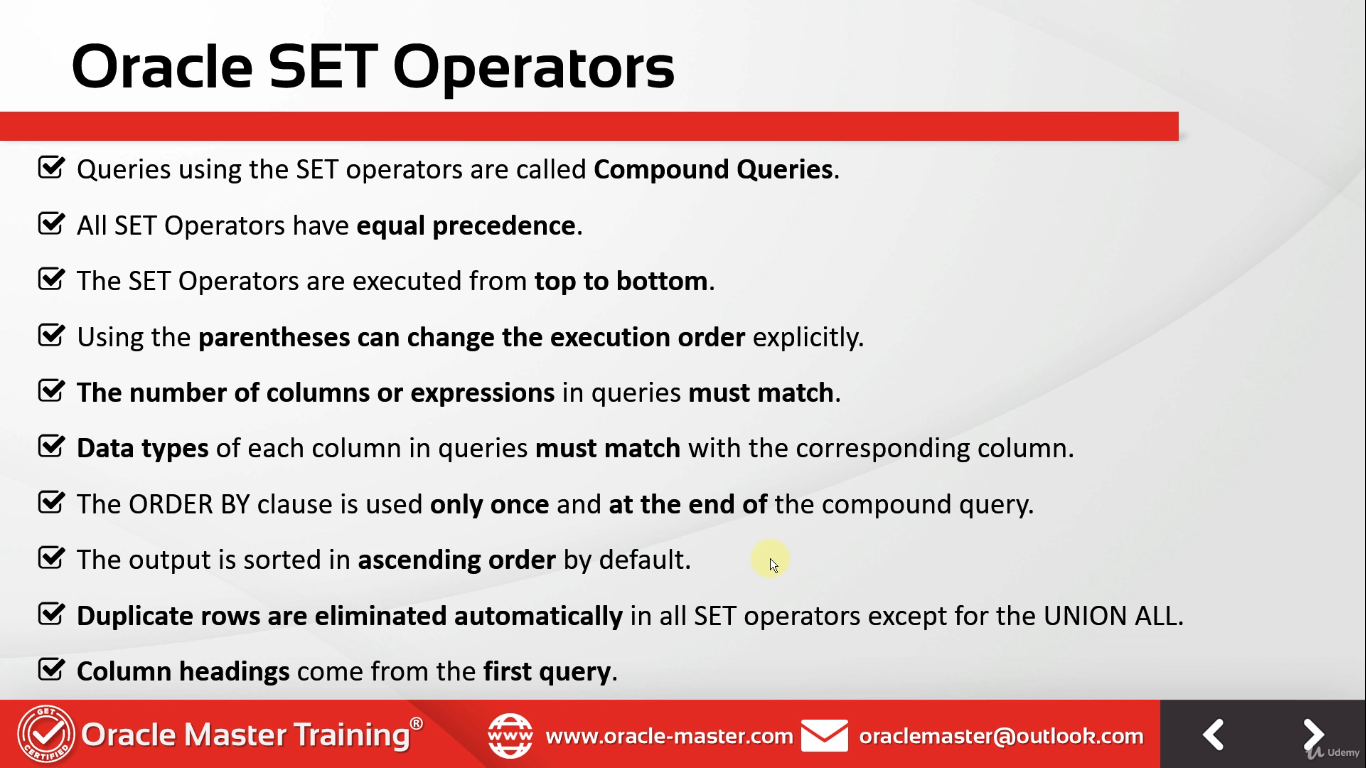 Oracle SET Operators
Queries using the SET operators are called Compound Queries.
All SET Operators have equal precedence.
The SET Operators are executed from top to bottom.
Using the parentheses can change the execution order explicitly.
The number of columns or expressions in queries must match.
Data types of each column in queries must match with the corresponding column.
The ORDER BY clause is used only once and at the end of the compound query.
The output is sorted in ascending order by default.
Duplicate rows are eliminated automatically in all SET operators except for the UNION ALL.
Column headings come from the first query.
GET CERTIFIED
Oracle Master Training®
www
www.oracle-master.com
oraclemaster@outlook.com
Udemy